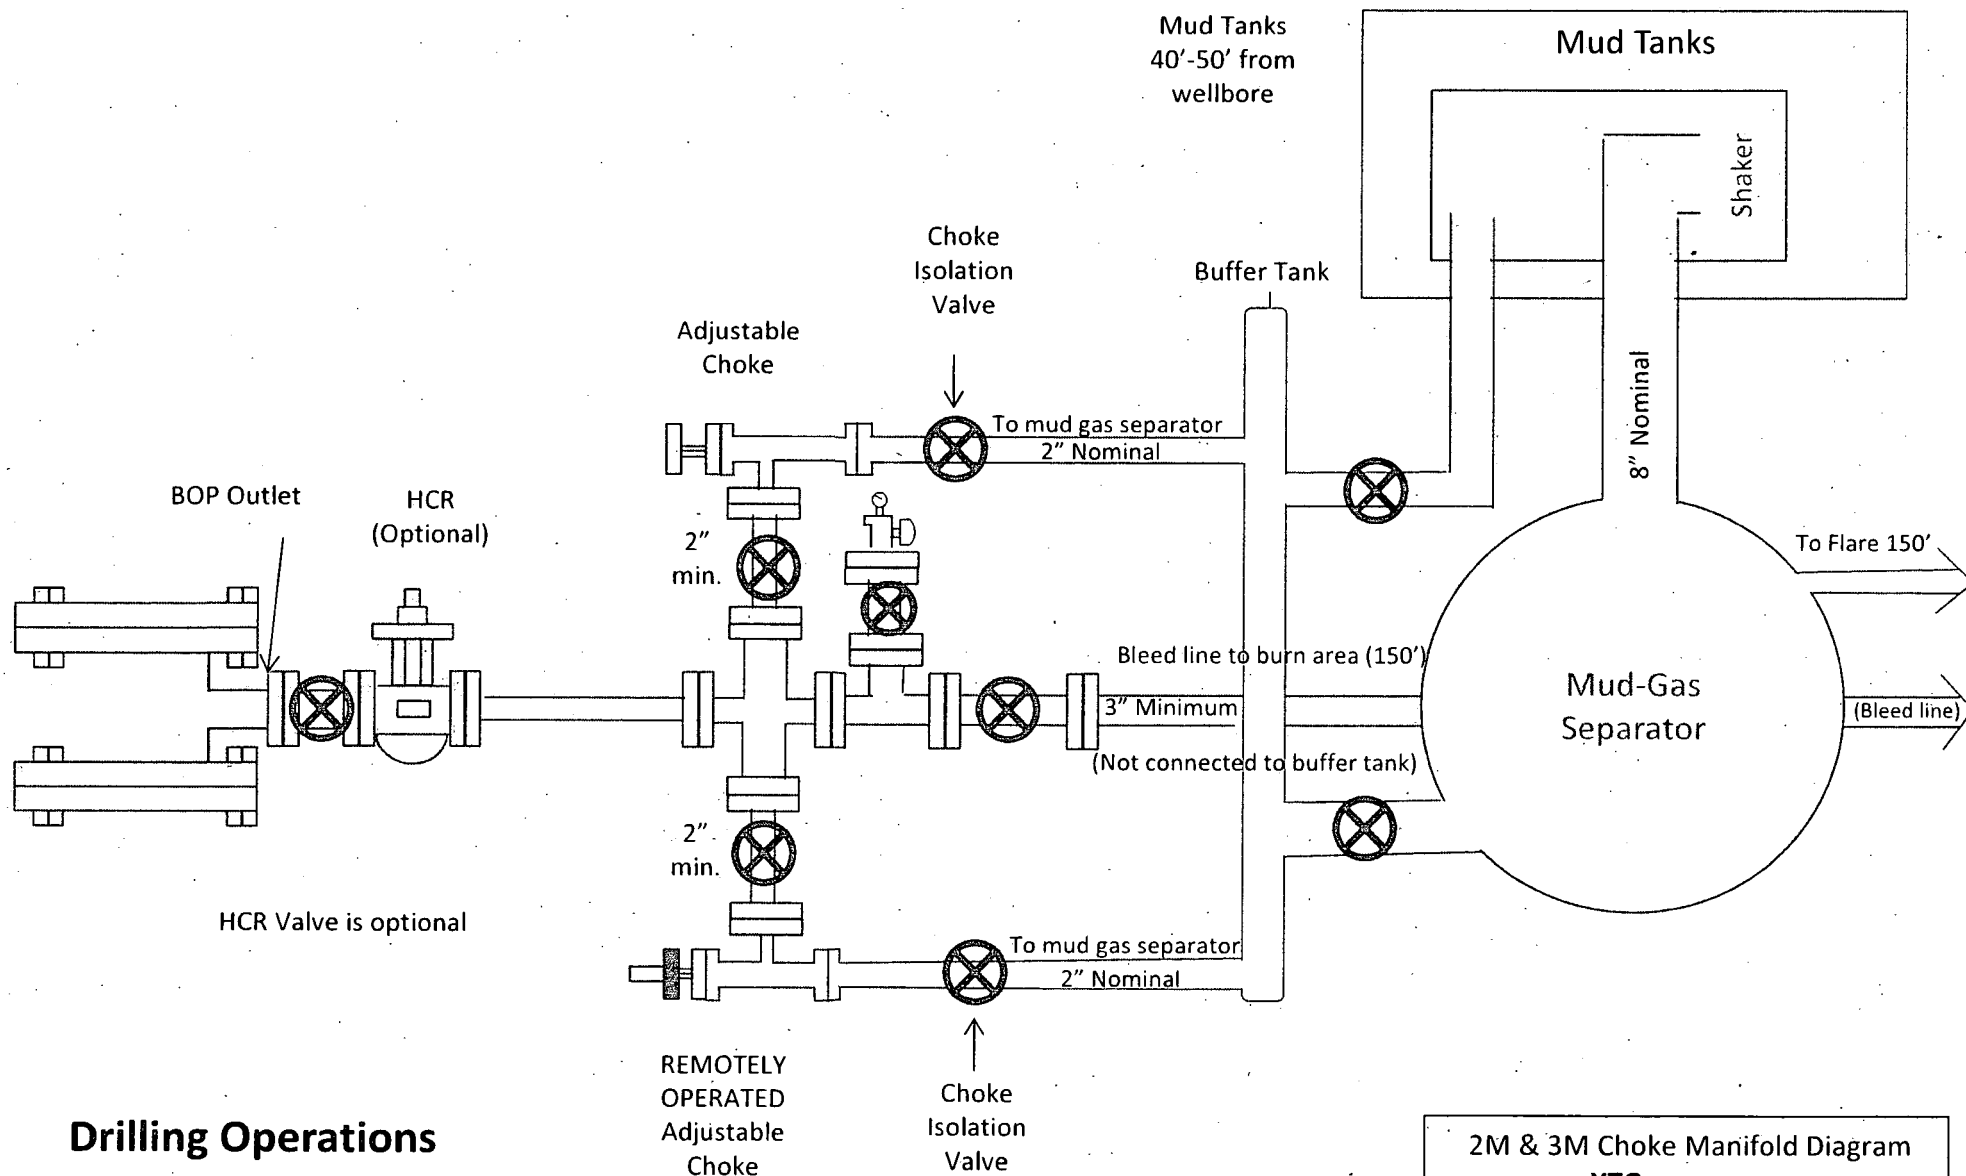 Mud Tanks
40'-50' from
wellbore
Mud Tanks
Shaker
Choke
Isolation
Valve
Buffer Tank
Adjustable
Choke
To mud gas separator
2" Nominal
8" Nominal
BOP Outlet
HCR
(Optional)
2"
min.
To Flare 150'
Bleed line to burn area (150')
3" Minimum
(Not connected to buffer tank)
Mud-Gas
Separator
(Bleed line)
2"
min.
HCR Valve is optional
To mud gas separator
2" Nominal
REMOTELY
OPERATED
Adjustable
Choke
Choke
Isolation
Valve
Drilling Operations
2M & 3M Choke Manifold Diagram
XTO